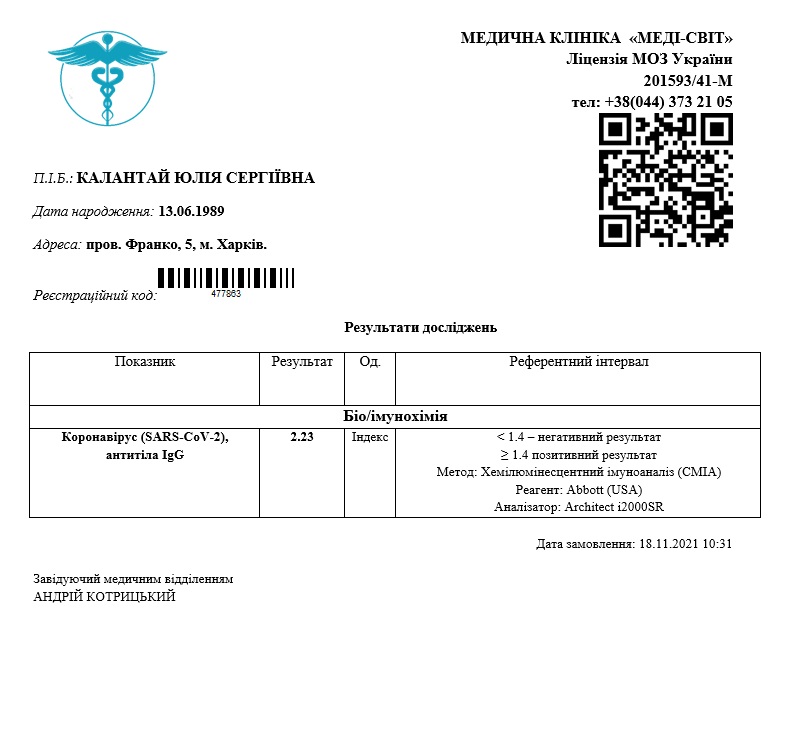 МЕДИЧНА КЛІНІКА «МЕДІ-СВІТ»
Ліцензія МОЗ України
201593/41-М
тел: +38(044) 373 21 05
П.І.Б.: КАЛАНТАЙ ЮЛІЯ СЕРГІЇВНА
Дата народження: 13.06.1989
Адреса: пров. Франко, 5, м. Харків.
Реєстраційний код:
477863
Результати досліджень
Показник Результат Од. Референтний інтервал
Біо/імунохімія
Коронавірус (SARS-CoV-2), 2.23 Індекс < 1.4 – негативний результат
антитіла IgG ≥ 1.4 позитивний результат
Метод: Хемілюмінесцентний імуноаналіз (CMIA)
Реагент: Abbott (USA)
Аналізатор: Architect i2000SR
Дата замовлення: 18.11.2021 10:31
Завідуючий медичним відділенням
АНДРІЙ КОТРИЦЬКИЙ